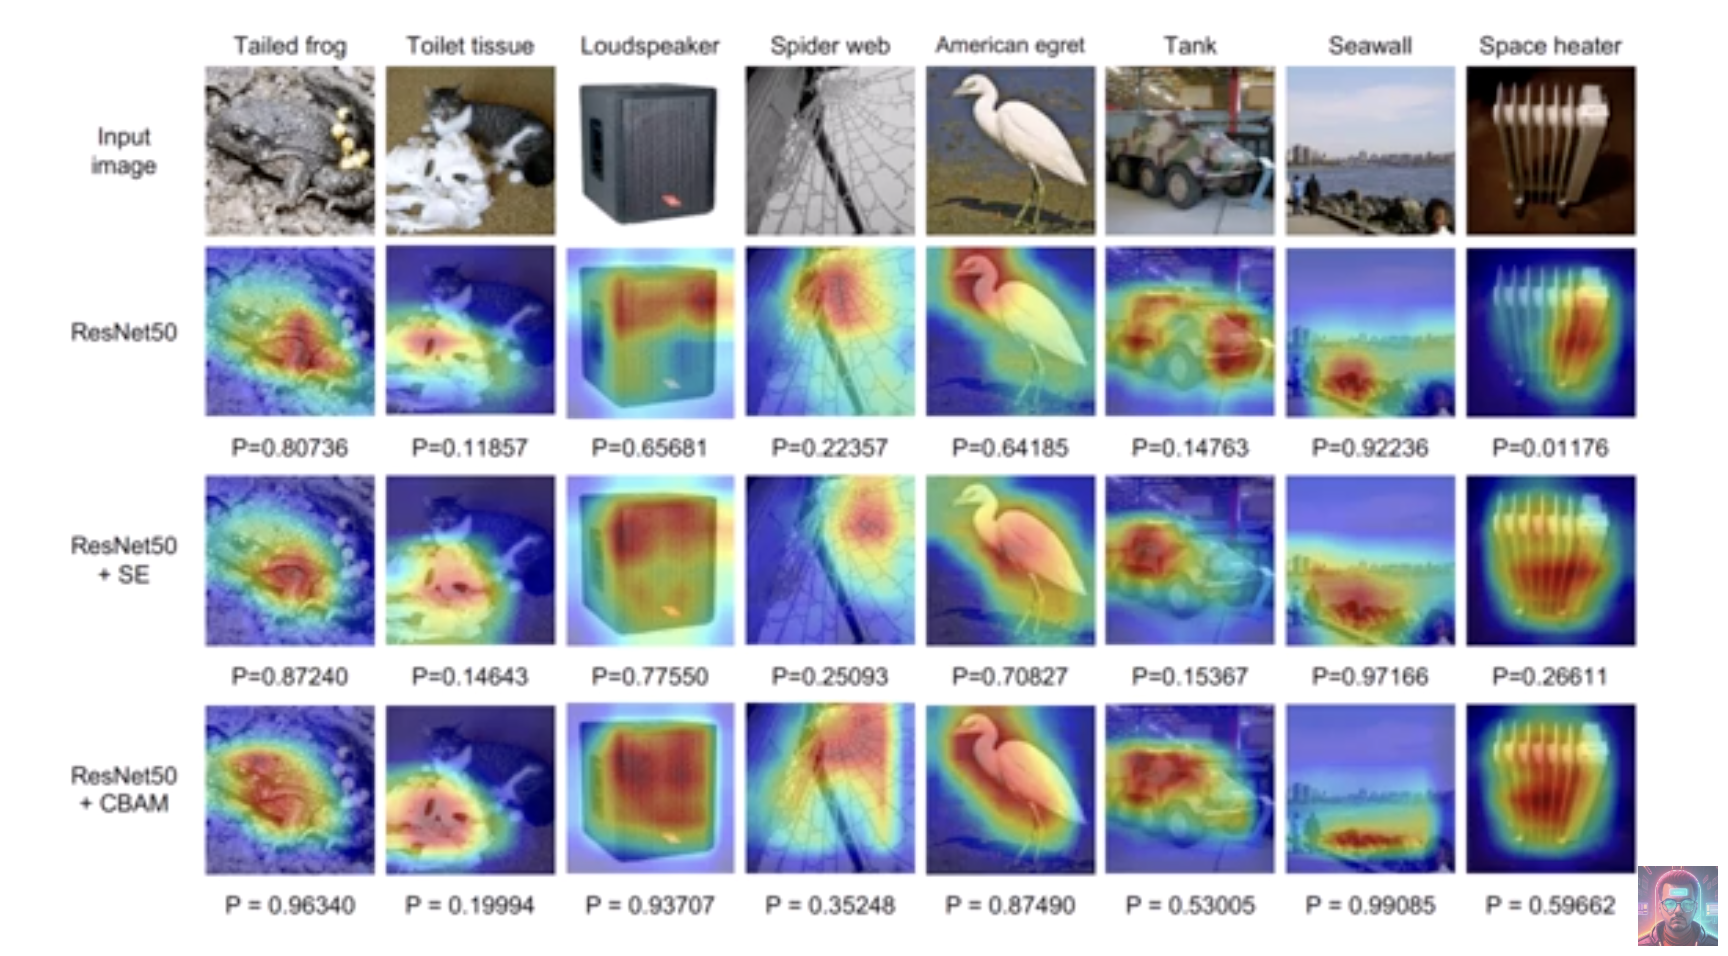 Tailed frog Toilet tissue Loudspeaker Spider web American egret Tank Seawall Space heater
Input
image
ResNet50
P=0.80736 P=0.11857 P=0.65681 P=0.22357 P=0.64185 P=0.14763 P=0.92236 P=0.01176
ResNet50
+ SE
P=0.87240 P=0.14643 P=0.77550 P=0.25093 P=0.70827 P=0.15367 P=0.97166 P=0.26611
ResNet50
+ CBAM
P = 0.96340 P = 0.19994 P = 0.93707 P = 0.35248 P = 0.87490 P = 0.53005 P = 0.99085 P = 0.59662